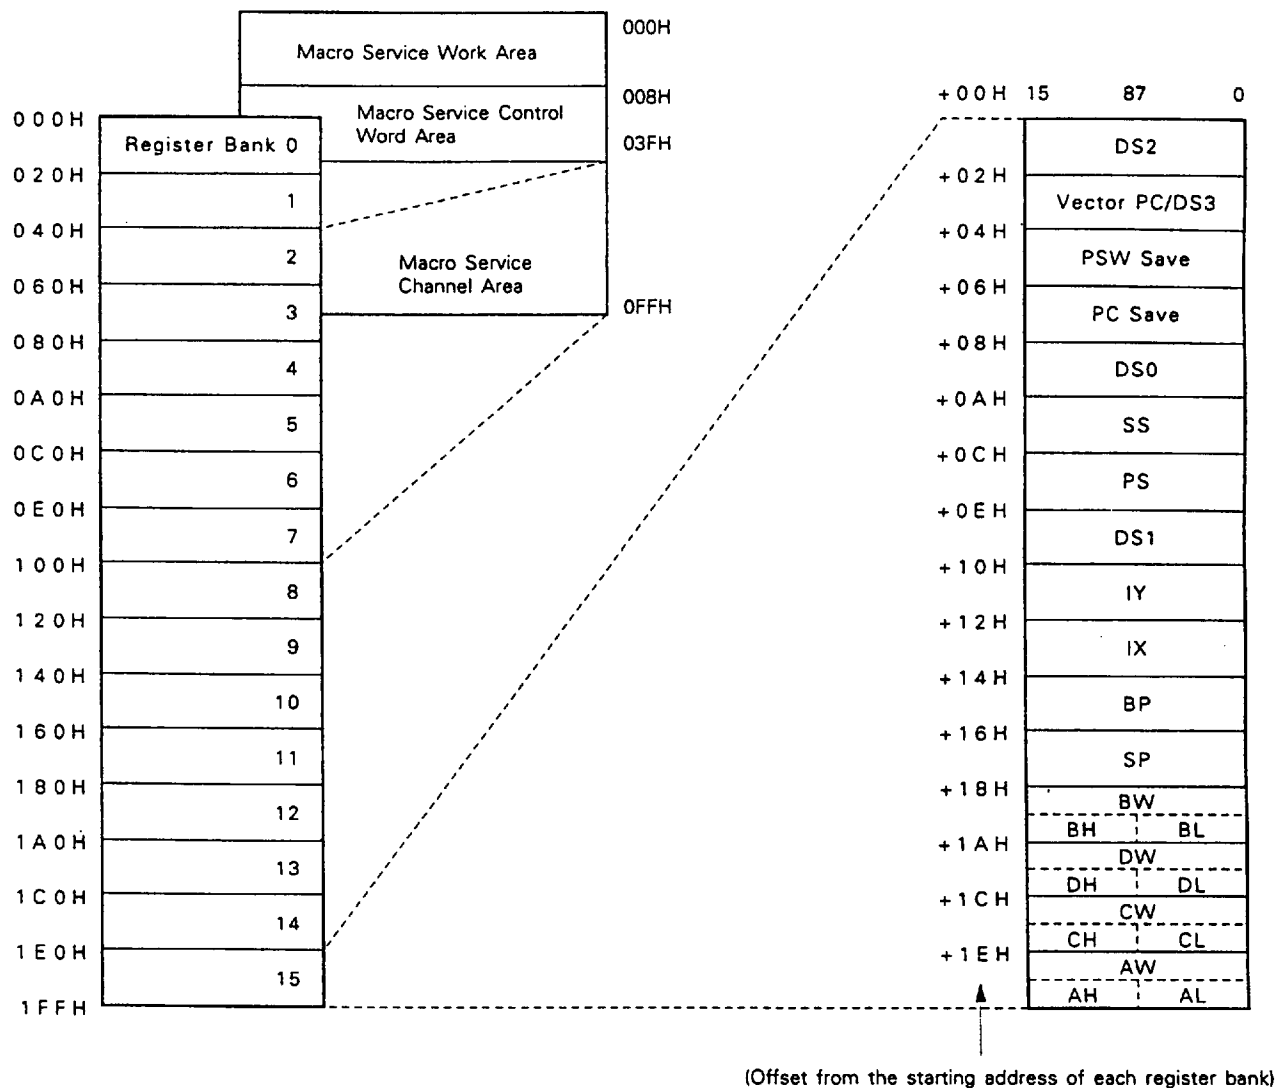 000H
Macro Service Work Area
008H
Macro Service Control
Word Area
03FH
Macro Service
Channel Area
0FFH
000H
Register Bank 0
020H
1
040H
2
060H
3
080H
4
0A0H
5
0C0H
6
0E0H
7
100H
8
120H
9
140H
10
160H
11
180H
12
1A0H
13
1C0H
14
1E0H
15
1FFH
+00H 15 87 0
DS2
+02H
Vector PC/DS3
+04H
PSW Save
+06H
PC Save
+08H
DS0
+0AH
SS
+0CH
PS
+0EH
DS1
+10H
IY
+12H
IX
+14H
BP
+16H
SP
+18H
BW
BH BL
+1AH
DW
DH DL
+1CH
CW
CH CL
+1EH
AW
AH AL
(Offset from the starting address of each register bank)